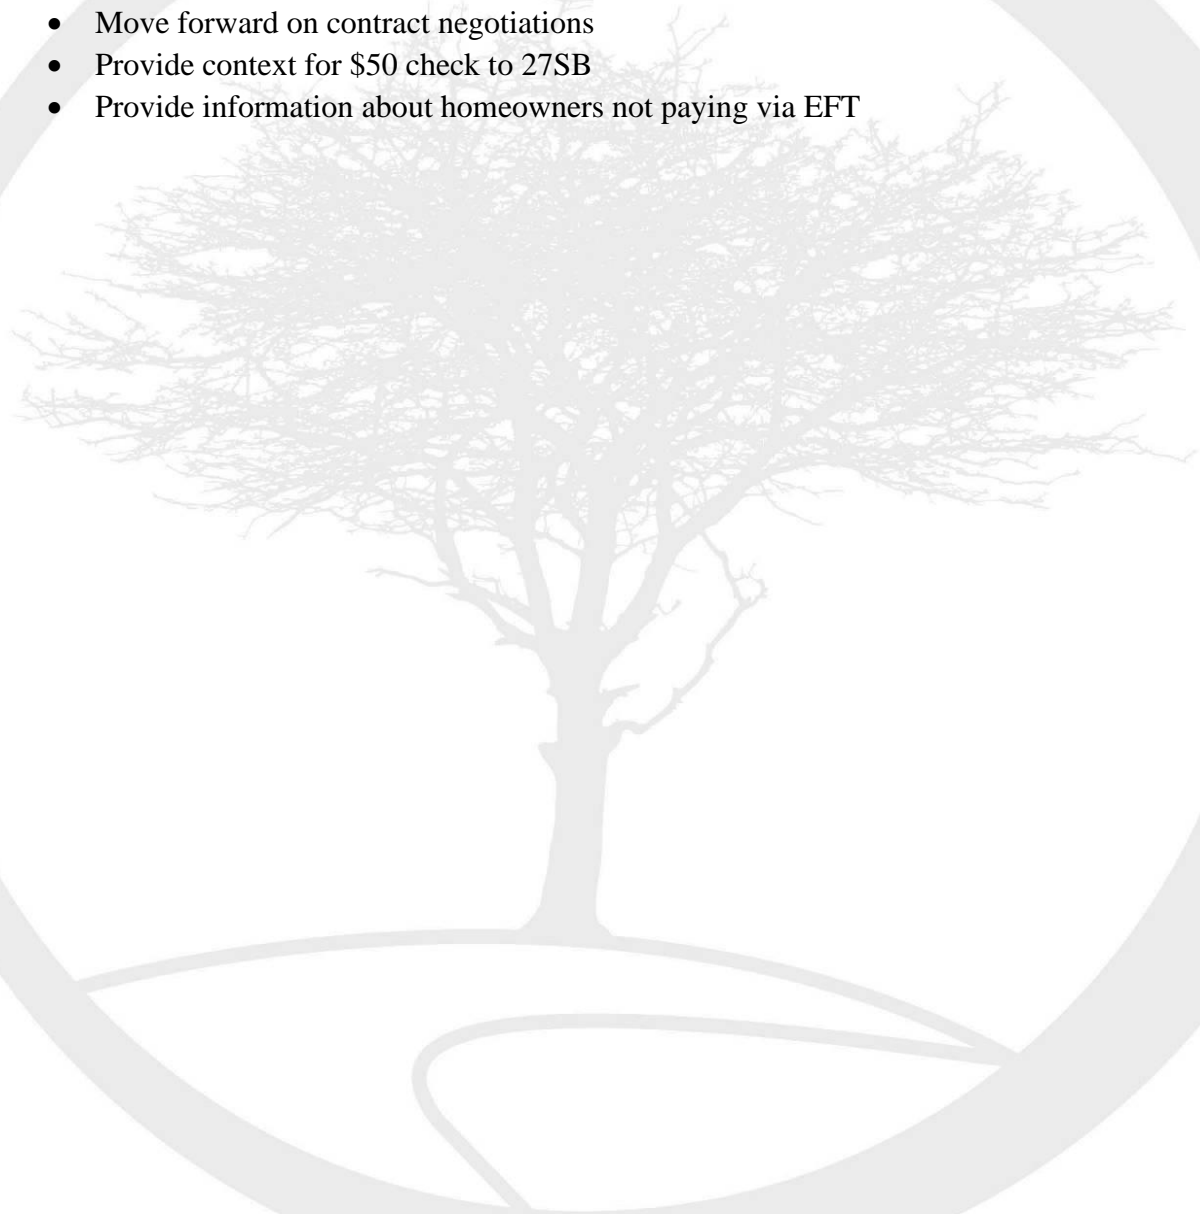 • Move forward on contract negotiations
• Provide context for $50 check to 27SB
• Provide information about homeowners not paying via EFT